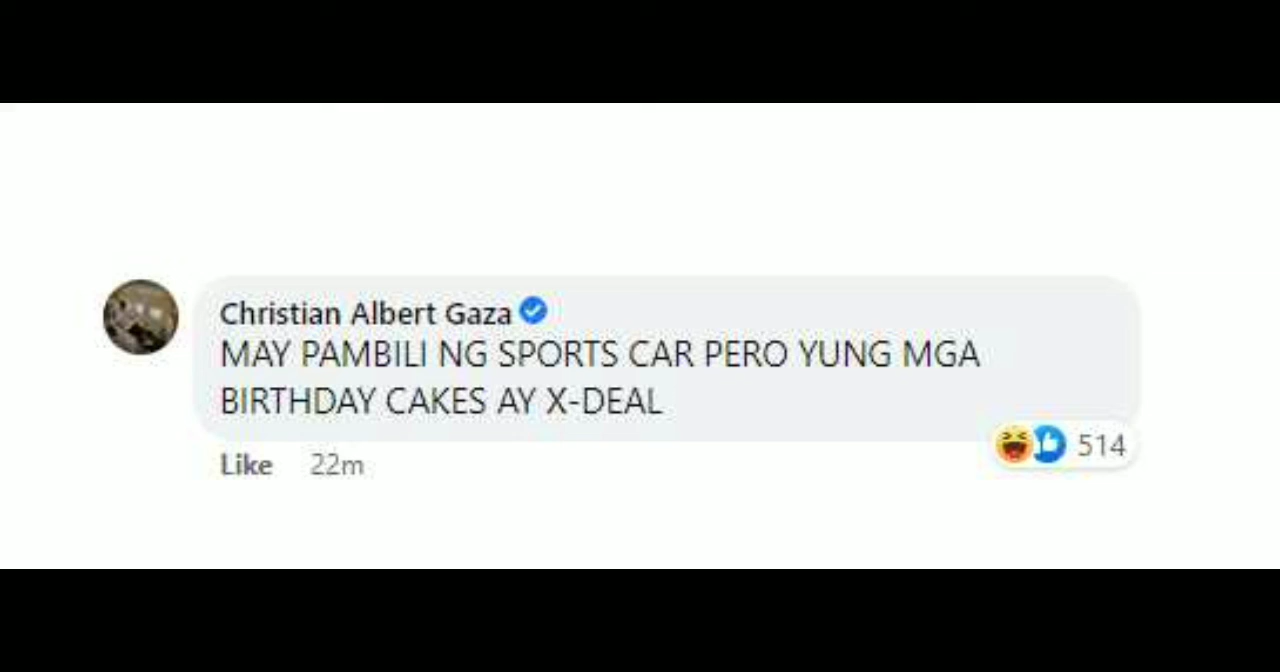 Christian Albert Gaza
MAY PAMBILI NG SPORTS CAR PERO YUNG MGA
BIRTHDAY CAKES AY X-DEAL
514
Like 22m